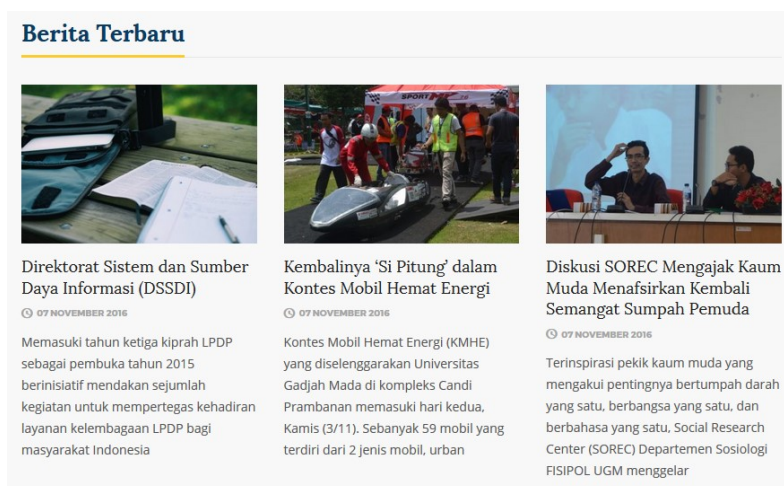 Berita Terbaru
SPORT
Direktorat Sistem dan Sumber
Daya Informasi (DSSDI)
07 NOVEMBER 2016
Memasuki tahun ketiga kiprah LPDP
sebagai pembuka tahun 2015
berinisiatif mendakan sejumlah
kegiatan untuk mempertegas kehadiran
layanan kelembagaan LPDP bagi
masyarakat Indonesia
Kembalinya ‘Si Pitung’ dalam
Kontes Mobil Hemat Energi
07 NOVEMBER 2016
Kontes Mobil Hemat Energi (KMHE)
yang diselenggarakan Universitas
Gadjah Mada di kompleks Candi
Prambanan memasuki hari kedua,
Kamis (3/11). Sebanyak 59 mobil yang
terdiri dari 2 jenis mobil, urban
Diskusi SOREC Mengajak Kaum
Muda Menafsirkan Kembali
Semangat Sumpah Pemuda
07 NOVEMBER 2016
Terinspirasi pekik kaum muda yang
mengakui pentingnya bertumpah darah
yang satu, berbangsa yang satu, dan
berbahasa yang satu, Social Research
Center (SOREC) Departemen Sosiologi
FISIPOL UGM menggelar